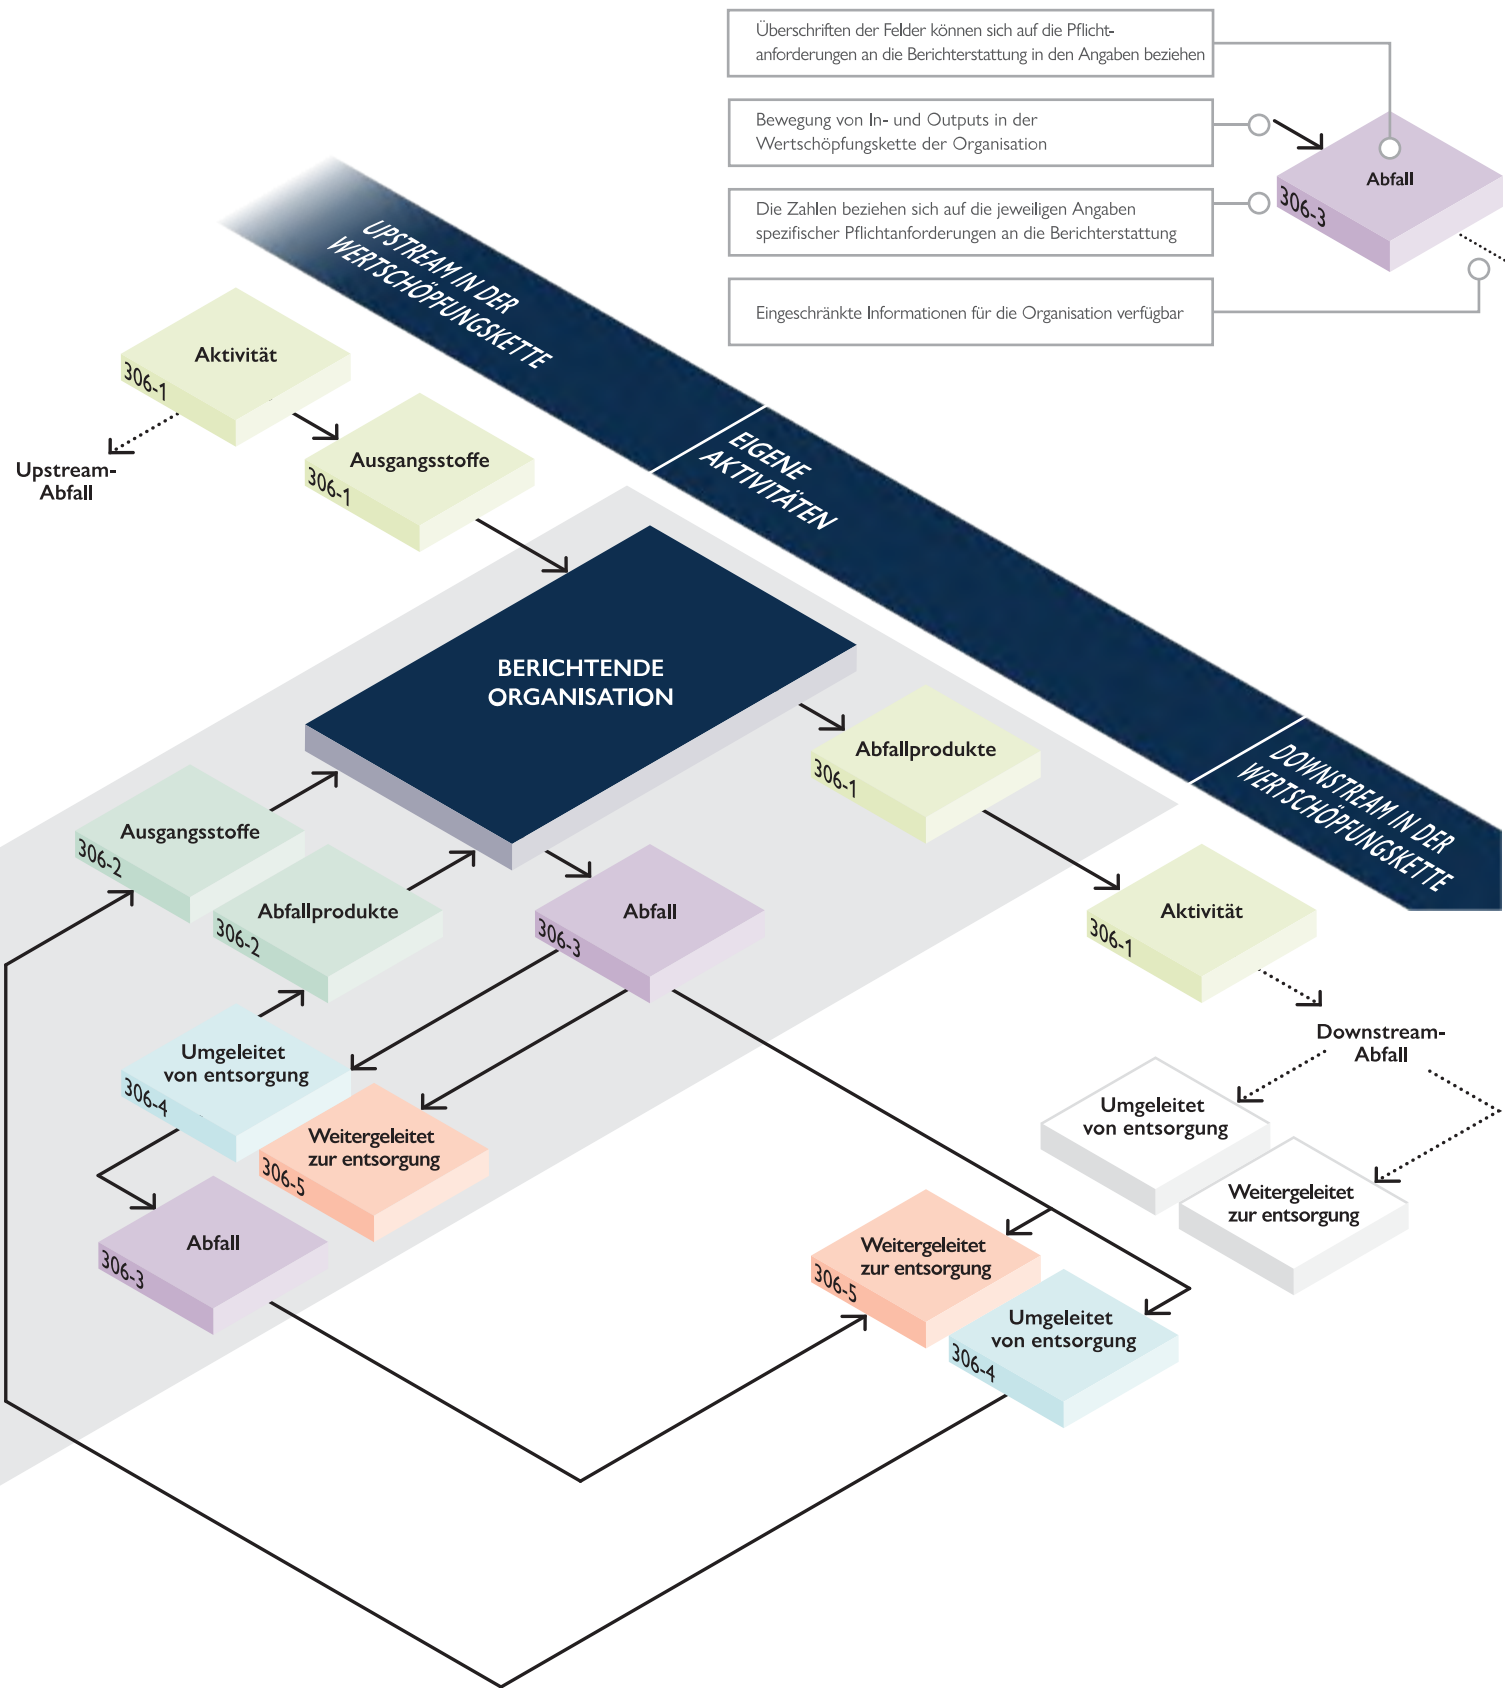 Überschriften der Felder können sich auf die Pflicht-
anforderungen an die Berichterstattung in den Angaben beziehen
Bewegung von In- und Outputs in der
Wertschöpfungskette der Organisation
Die Zahlen beziehen sich auf die jeweiligen Angaben
spezifischer Pflichtanforderungen an die Berichterstattung
Eingeschränkte Informationen für die Organisation verfügbar
Abfall
306-3
UPSTREAM IN DER
WERTSCHÖPFUNGSKETTE
EIGENE
AKTIVITÄTEN
DOWNSTREAM IN DER
WERTSCHÖPFUNGSKETTE
Aktivität
306-1
Upstream-
Abfall
Ausgangsstoffe
306-1
BERICHTENDE
ORGANISATION
Abfallprodukte
306-1
Ausgangsstoffe
306-2
Abfallprodukte
306-2
Abfall
306-3
Aktivität
306-1
Downstream-
Abfall
Umgeleitet
von entsorgung
306-4
Weitergeleitet
zur entsorgung
306-5
Umgeleitet
von entsorgung
Weitergeleitet
zur entsorgung
Abfall
306-3
Weitergeleitet
zur entsorgung
306-5
Umgeleitet
von entsorgung
306-4